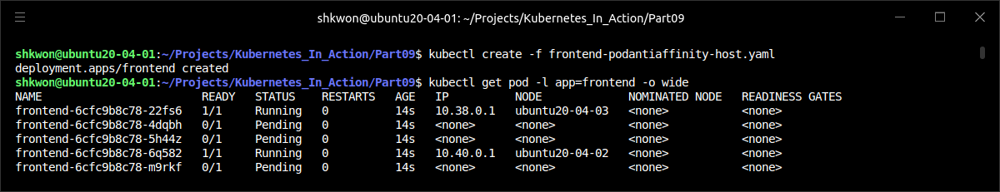 shkwon@ubuntu20-04-01: ~/Projects/Kubernetes_In_Action/Part09
shkwon@ubuntu20-04-01:~/Projects/Kubernetes_In_Action/Part09$ kubectl create -f frontend-podantiaffinity-host.yaml
deployment.apps/frontend created
shkwon@ubuntu20-04-01:~/Projects/Kubernetes_In_Action/Part09$ kubectl get pod -l app=frontend -o wide
NAME                        READY   STATUS    RESTARTS   AGE   IP          NODE             NOMINATED NODE   READINESS GATES
frontend-6cfc9b8c78-22fs6   1/1     Running   0          14s   10.38.0.1   ubuntu20-04-03   <none>           <none>
frontend-6cfc9b8c78-4dqbh   0/1     Pending   0          14s   <none>      <none>           <none>           <none>
frontend-6cfc9b8c78-5h44z   0/1     Pending   0          14s   <none>      <none>           <none>           <none>
frontend-6cfc9b8c78-6q582   1/1     Running   0          14s   10.40.0.1   ubuntu20-04-02   <none>           <none>
frontend-6cfc9b8c78-m9rkf   0/1     Pending   0          14s   <none>      <none>           <none>           <none>